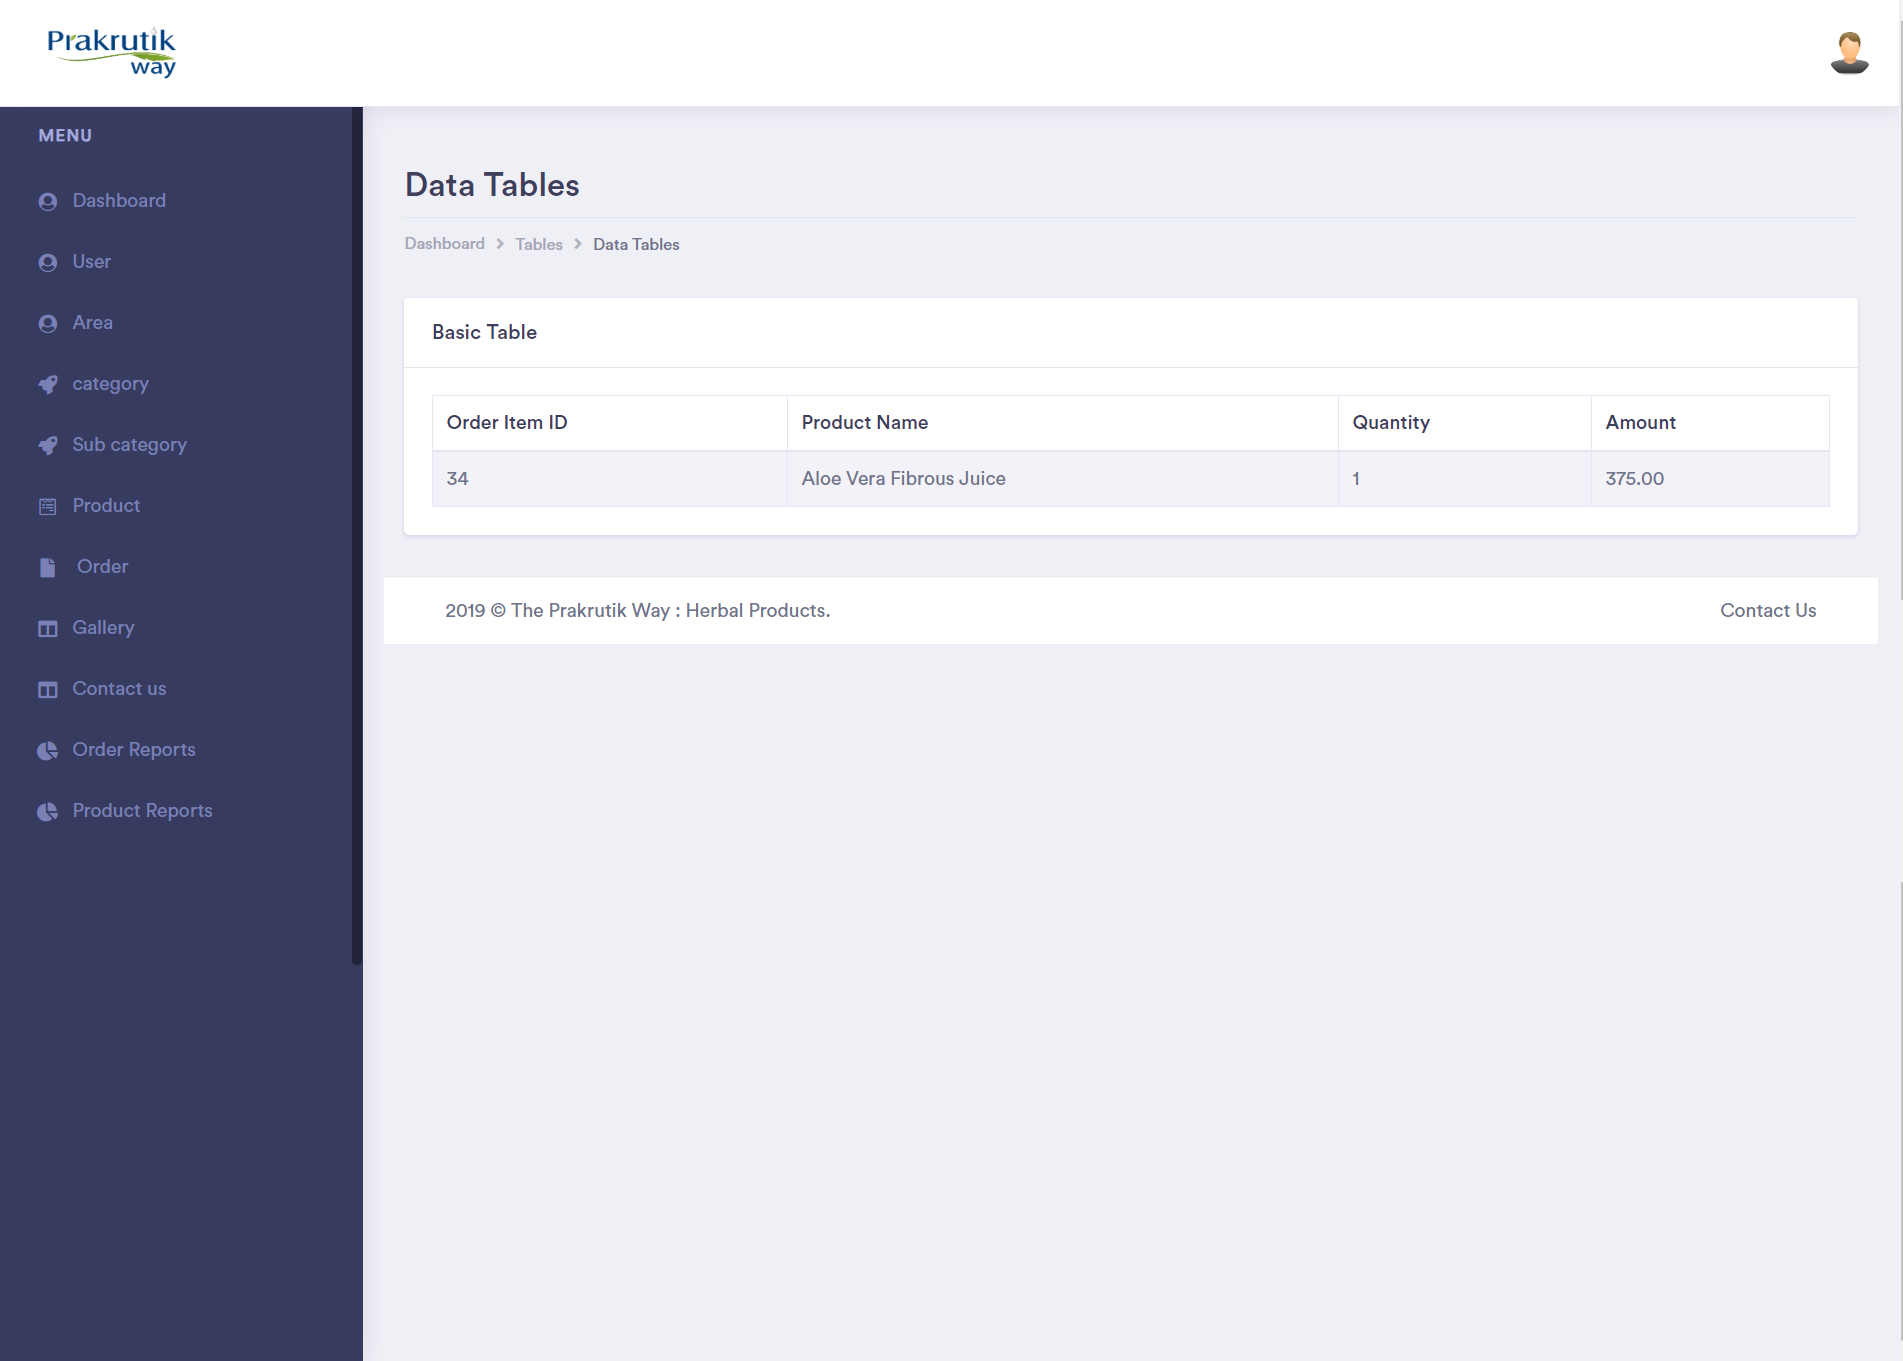 Prakrutik
way
MENU
Dashboard
User
Area
category
Sub category
Product
Order
Gallery
Contact us
Order Reports
Product Reports
Data Tables
Dashboard Tables Data Tables
Basic Table
Order Item ID Product Name Quantity Amount
34 Aloe Vera Fibrous Juice 1 375.00
2019 © The Prakrutik Way : Herbal Products. Contact Us